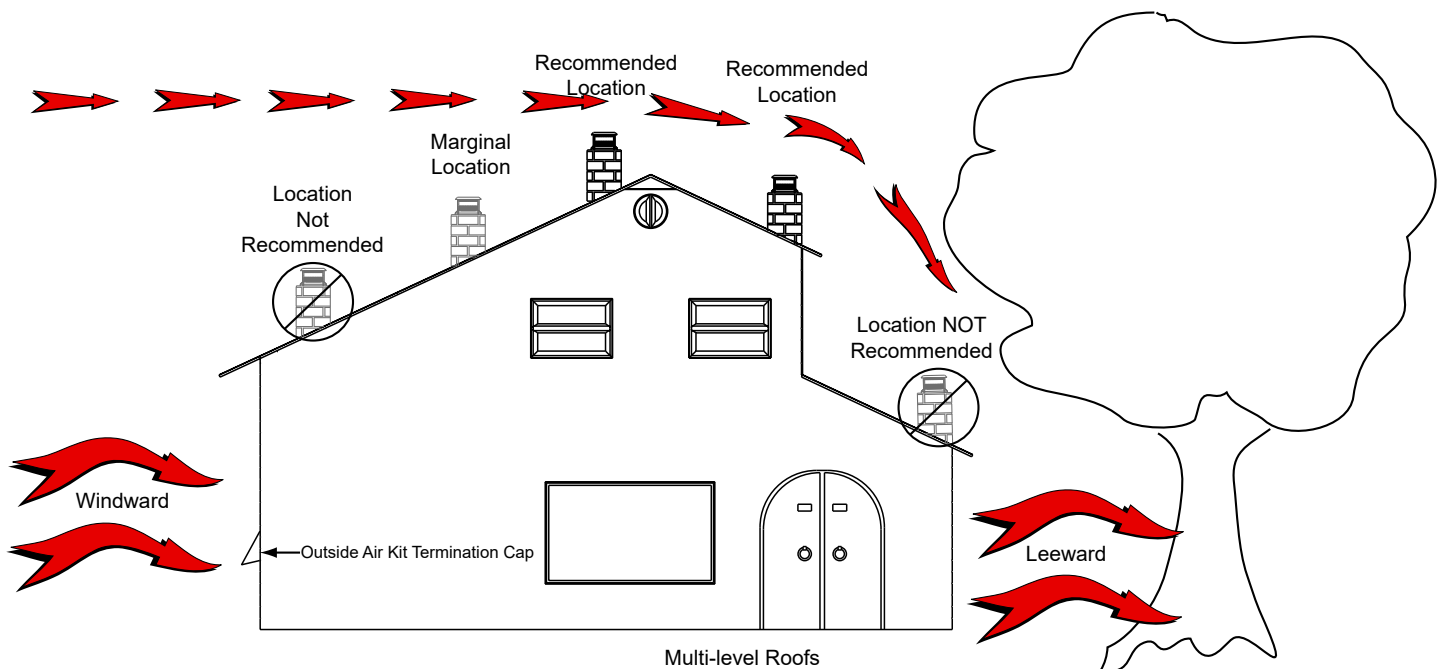 Recommended
Location
Recommended
Location
Marginal
Location
Location
Not
Recommended
Location NOT
Recommended
Windward
Outside Air Kit Termination Cap
Leeward
Multi-level Roofs